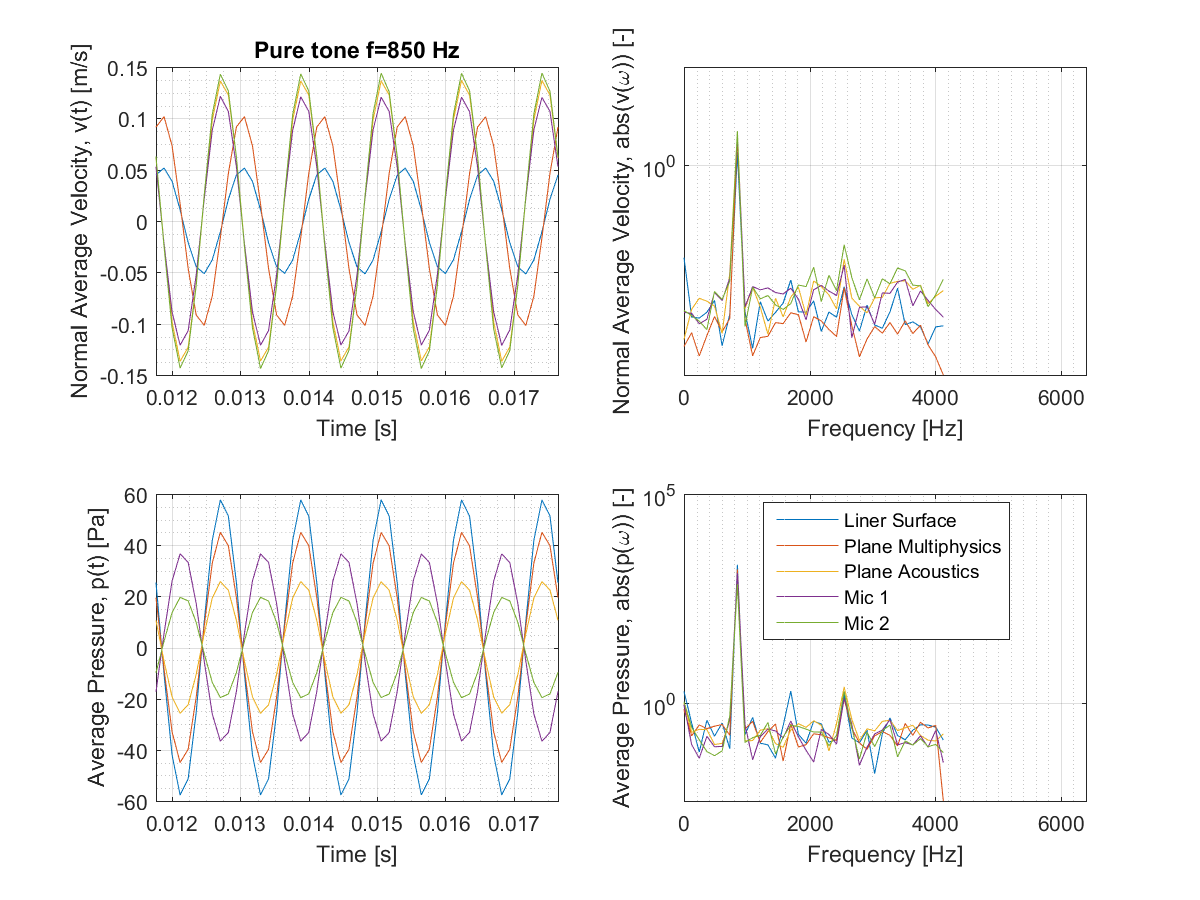 Pure tone f=850 Hz
Normal Average Velocity, v(t) [m/s]
0.15
0.1
0.05
0
-0.05
-0.1
-0.15
0.012 0.013 0.014 0.015 0.016 0.017
Time [s]
Normal Average Velocity, abs(v(ω)) [-]
10^0
0 2000 4000 6000
Frequency [Hz]
Average Pressure, p(t) [Pa]
60
40
20
0
-20
-40
-60
0.012 0.013 0.014 0.015 0.016 0.017
Time [s]
Average Pressure, abs(p(ω)) [-]
10^5
10^0
Liner Surface
Plane Multiphysics
Plane Acoustics
Mic 1
Mic 2
0 2000 4000 6000
Frequency [Hz]